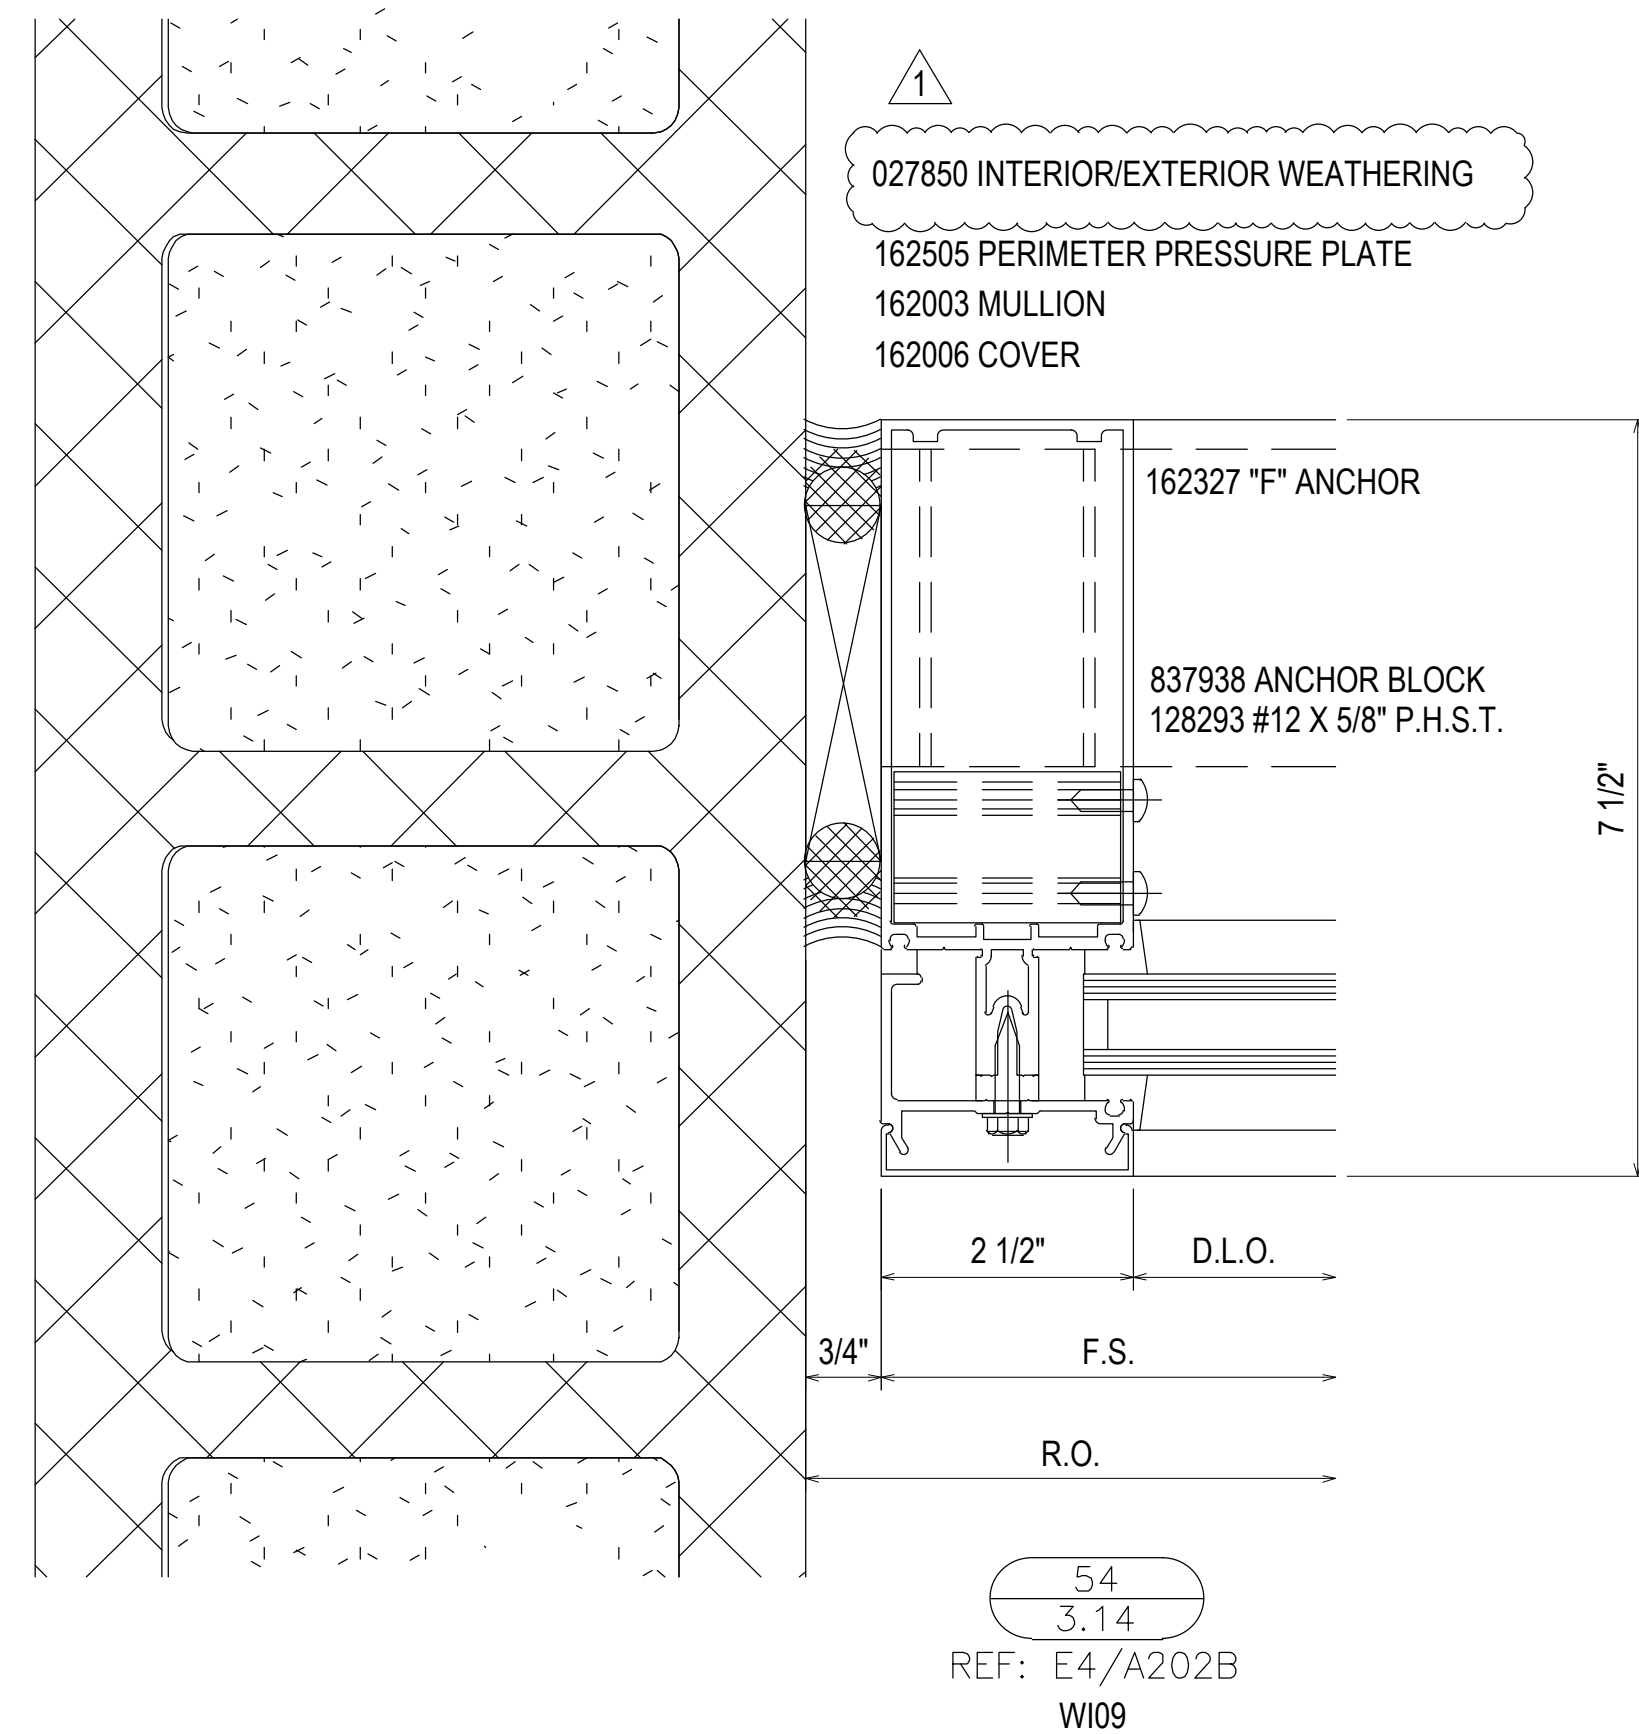 1
027850 INTERIOR/EXTERIOR WEATHERING
162505 PERIMETER PRESSURE PLATE
162003 MULLION
162006 COVER
162327 "F" ANCHOR
837938 ANCHOR BLOCK
128293 #12 X 5/8" P.H.S.T.
7 1/2"
2 1/2"
D.L.O.
3/4"
F.S.
R.O.
54
3.14
REF: E4/A202B
WI09